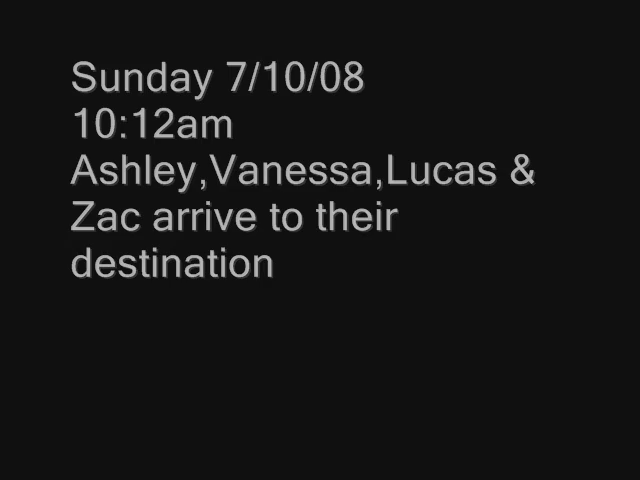 Sunday 7/10/08
10:12am
Ashley,Vanessa,Lucas &
Zac arrive to their
destination